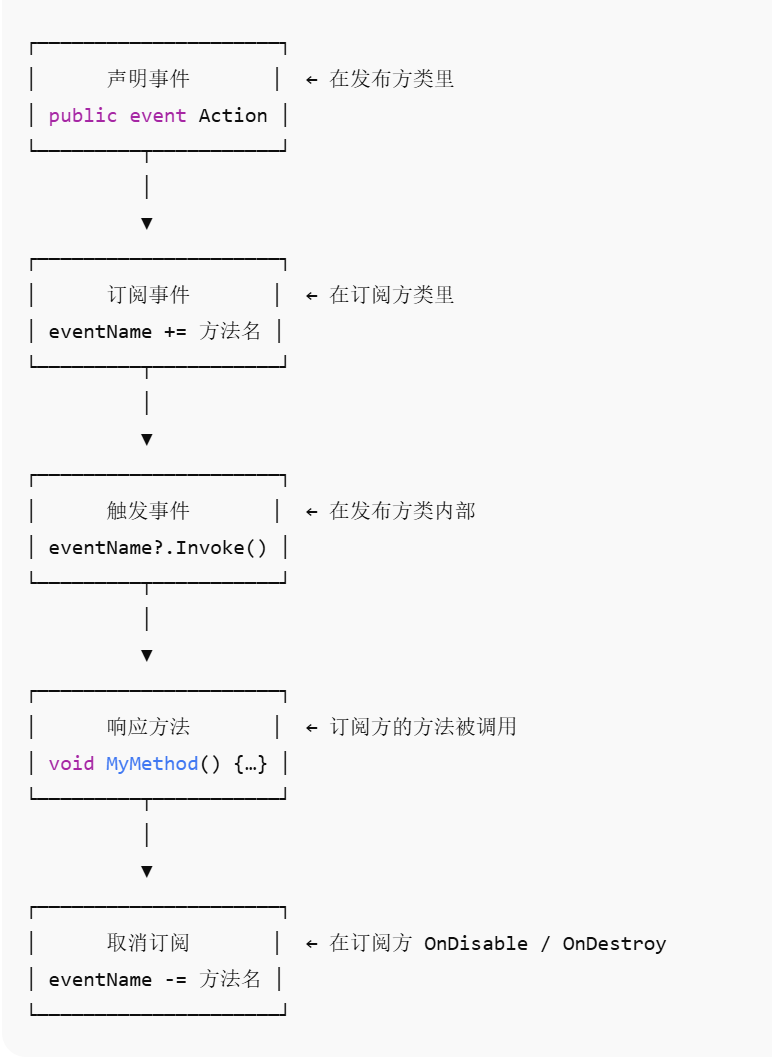 声明事件 ← 在发布方类里
public event Action
订阅事件 ← 在订阅方类里
eventName += 方法名
触发事件 ← 在发布方类内部
eventName?.Invoke()
响应方法 ← 订阅方的方法被调用
void MyMethod() {…}
取消订阅 ← 在订阅方 OnDisable / OnDestroy
eventName -= 方法名